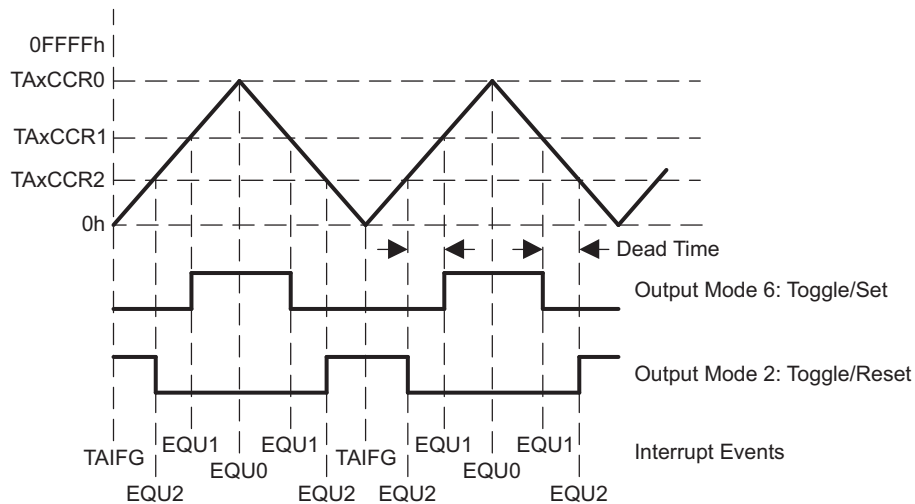 0FFFFh
TAxCCR0
TAxCCR1
TAxCCR2
0h
Dead Time
Output Mode 6: Toggle/Set
Output Mode 2: Toggle/Reset
EQU1 EQU1 EQU1 EQU1
TAIFG TAIFG Interrupt Events
EQU0 EQU0
EQU2 EQU2 EQU2 EQU2